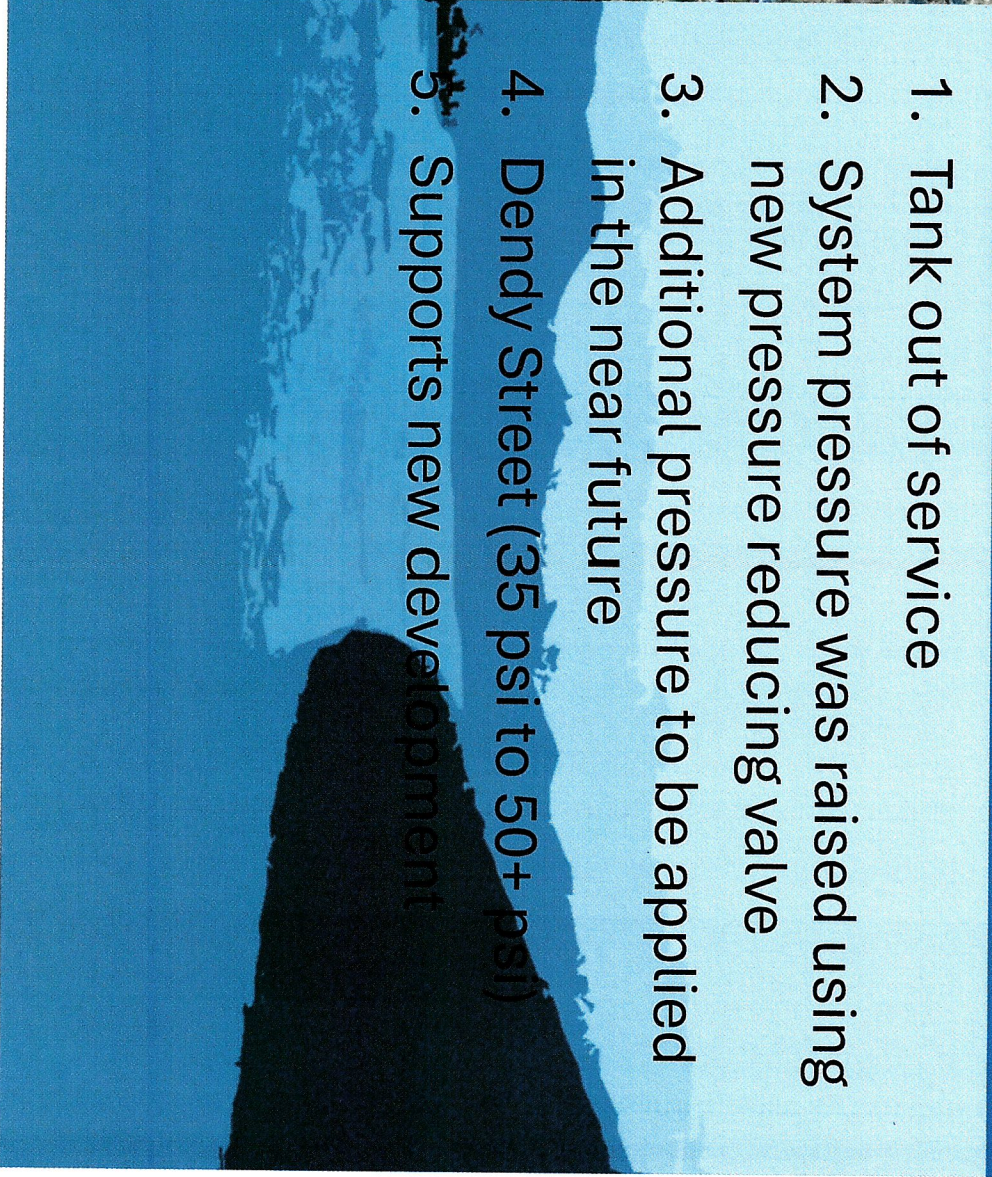 1. Tank out of service
2. System pressure was raised using
new pressure reducing valve
3. Additional pressure to be applied
in the near future
4. Dendy Street (35 psi to 50+ psi)
5. Supports new development